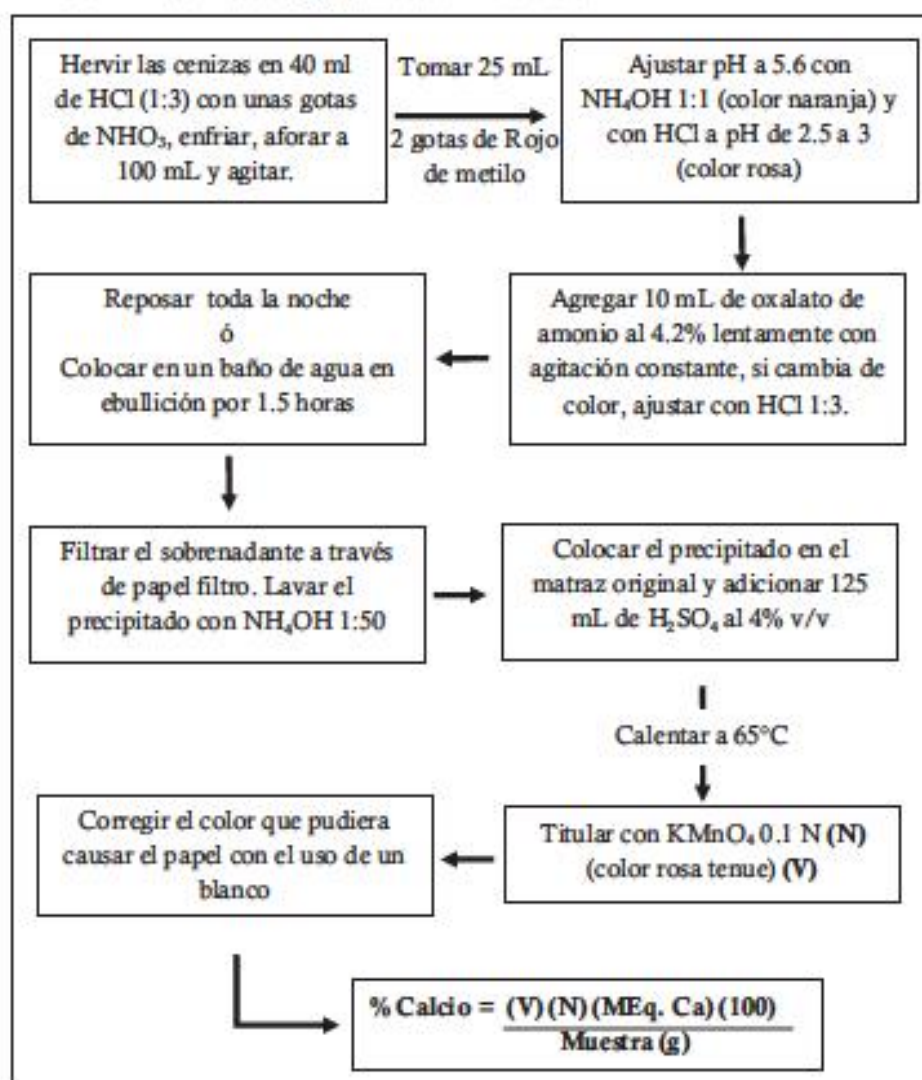 Hervir las cenizas en 40 ml
de HCl (1:3) con unas gotas
de NHO₃, enfriar, aforar a
100 mL y agitar.
Tomar 25 mL
2 gotas de Rojo
de metilo
Ajustar pH a 5.6 con
NH₄OH 1:1 (color naranja) y
con HCl a pH de 2.5 a 3
(color rosa)
Agregar 10 mL de oxalato de
amonio al 4.2% lentamente con
agitación constante, si cambia de
color, ajustar con HCl 1:3.
Reposar toda la noche
ó
Colocar en un baño de agua en
ebullición por 1.5 horas
Filtrar el sobrenadante a través
de papel filtro. Lavar el
precipitado con NH₄OH 1:50
Colocar el precipitado en el
matraz original y adicionar 125
mL de H₂SO₄ al 4% v/v
Calentar a 65°C
Titular con KMnO₄ 0.1 N (N)
(color rosa tenue) (V)
Corregir el color que pudiera
causar el papel con el uso de un
blanco
% Calcio = (V) (N) (MEq. Ca) (100)
Muestra (g)